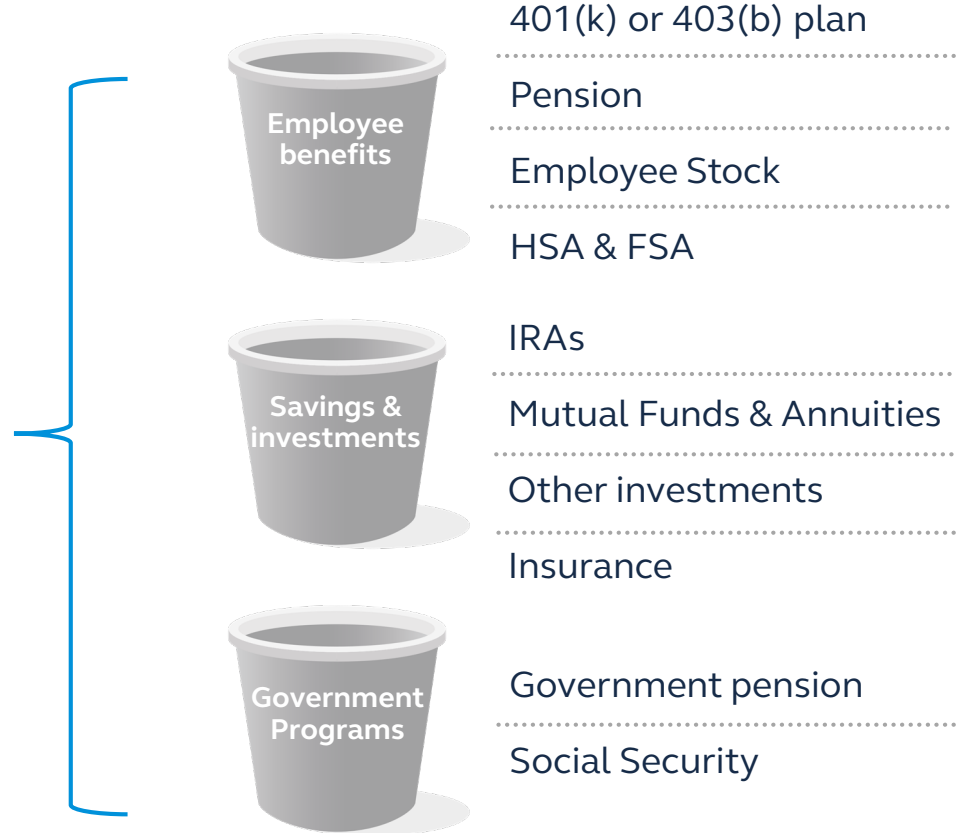 Employee
benefits
401(k) or 403(b) plan
Pension
Employee Stock
HSA & FSA
Savings &
investments
IRAs
Mutual Funds & Annuities
Other investments
Insurance
Government
Programs
Government pension
Social Security